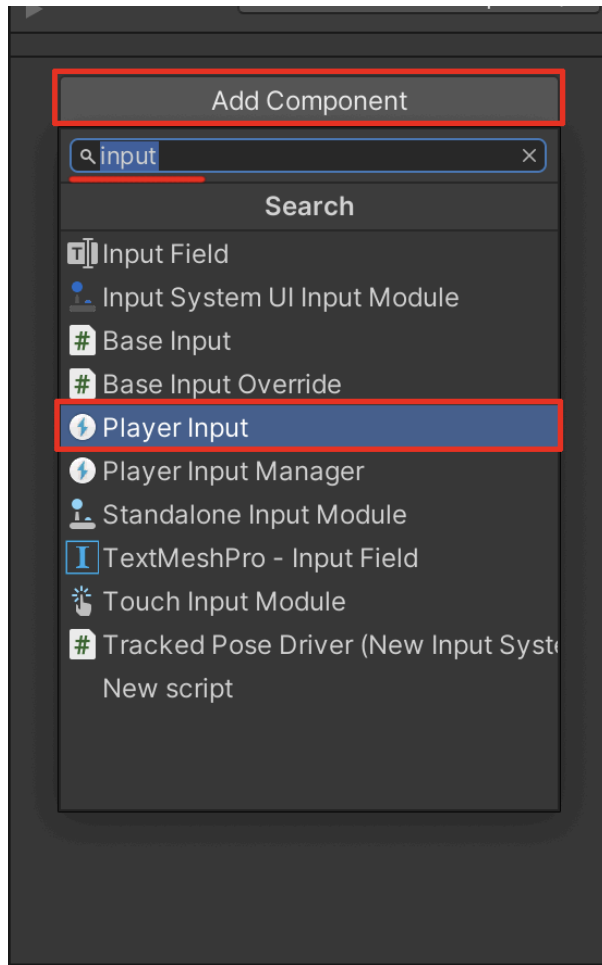 Add Component
input
Search
Input Field
Input System UI Input Module
# Base Input
# Base Input Override
Player Input
Player Input Manager
Standalone Input Module
I TextMeshPro - Input Field
Touch Input Module
# Tracked Pose Driver (New Input Syst
New script